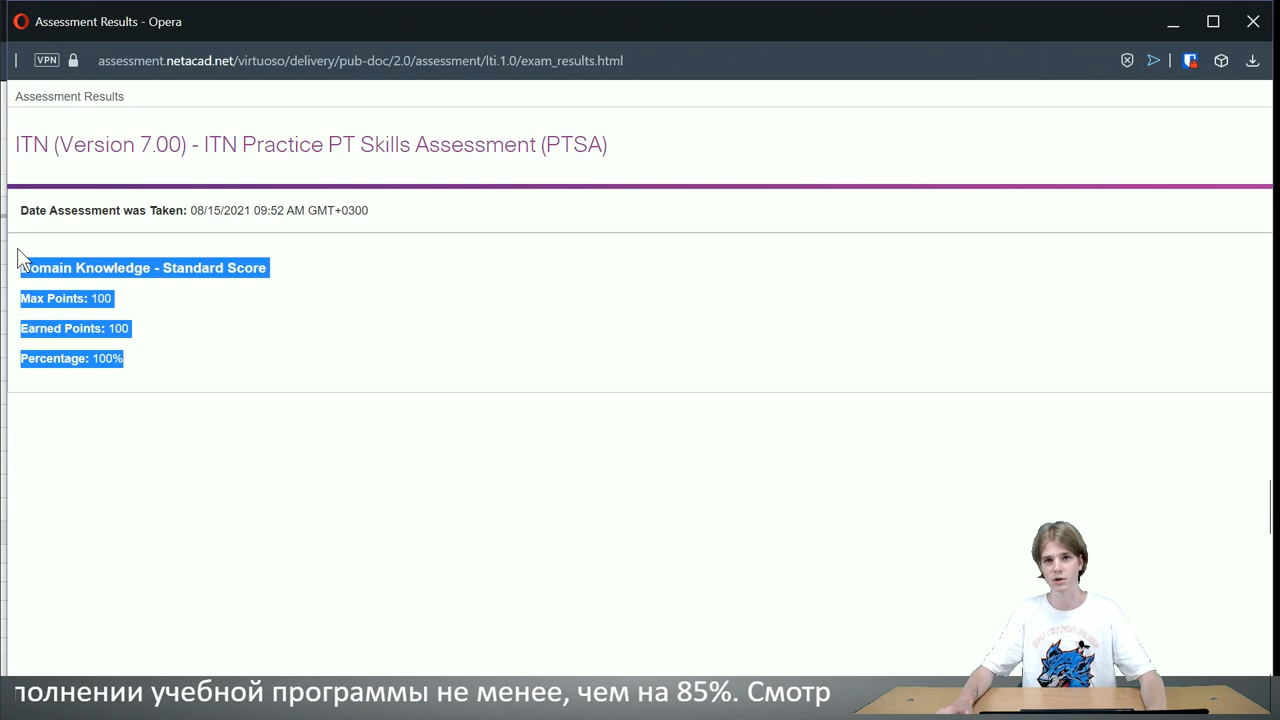 Assessment Results - Opera
VPN assessment.netacad.net/virtuoso/delivery/pub-doc/2.0/assessment/lti.1.0/exam_results.html
Assessment Results
ITN (Version 7.00) - ITN Practice PT Skills Assessment (PTSA)
Date Assessment was Taken: 08/15/2021 09:52 AM GMT+0300
Domain Knowledge - Standard Score
Max Points: 100
Earned Points: 100
Percentage: 100%
полнении учебной программы не менее, чем на 85%. Смотр